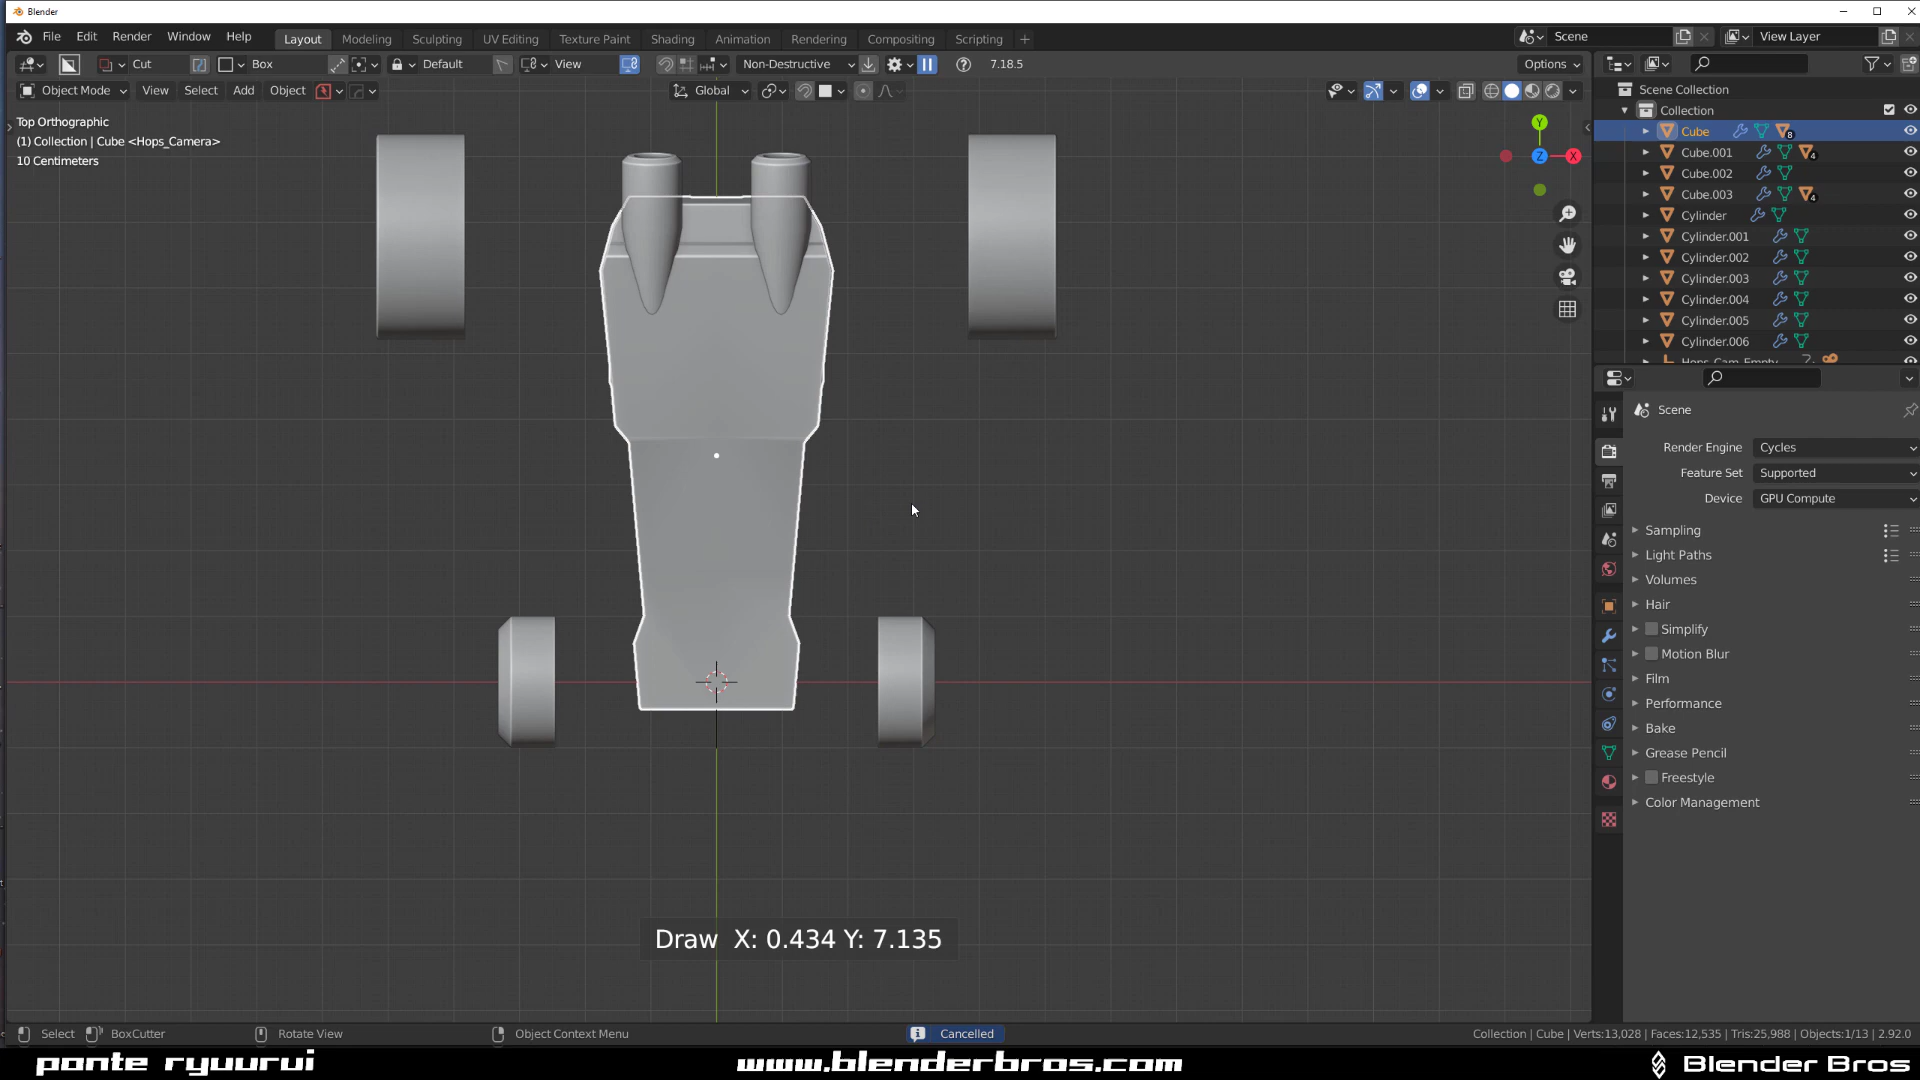 Blender
File Edit Render Window Help Layout Modeling Sculpting UV Editing Texture Paint Shading Animation Rendering Compositing Scripting + Scene View Layer
Cut Box Default View Non-Destructive 7.18.5 Options
Object Mode View Select Add Object Global
Top Orthographic
(1) Collection | Cube <Hops_Camera>
10 Centimeters
Y
Z X
Scene Collection
Collection
Cube 8
Cube.001 4
Cube.002
Cube.003 4
Cylinder
Cylinder.001
Cylinder.002
Cylinder.003
Cylinder.004
Cylinder.005
Cylinder.006
Hops_Cam_Empty
Scene
Render Engine Cycles
Feature Set Supported
Device GPU Compute
Sampling
Light Paths
Volumes
Hair
Simplify
Motion Blur
Film
Performance
Bake
Grease Pencil
Freestyle
Color Management
Draw X: 0.434 Y: 7.135
Select BoxCutter Rotate View Object Context Menu Cancelled Collection | Cube | Verts:13,028 | Faces:12,535 | Tris:25,988 | Objects:1/13 | 2.92.0
ponte ryuurui www.blenderbros.com Blender Bros